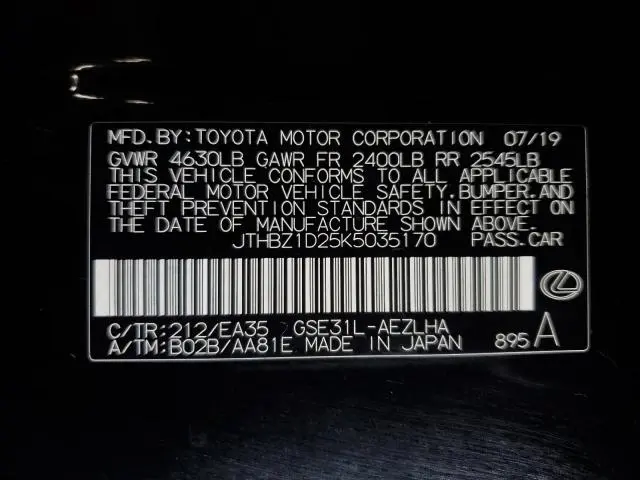 MFD. BY: TOYOTA MOTOR CORPORATION 07/19
GVWR 4630LB GAWR FR 2400LB RR 2545LB
THIS VEHICLE CONFORMS TO ALL APPLICABLE
FEDERAL MOTOR VEHICLE SAFETY, BUMPER, AND
THEFT PREVENTION STANDARDS IN EFFECT ON
THE DATE OF MANUFACTURE SHOWN ABOVE.
JTHBZ1D25K5035170 PASS. CAR
C/TR: 212/EA35 GSE31L-AEZLHA
A/TM: B02B/AA81E MADE IN JAPAN 895 A